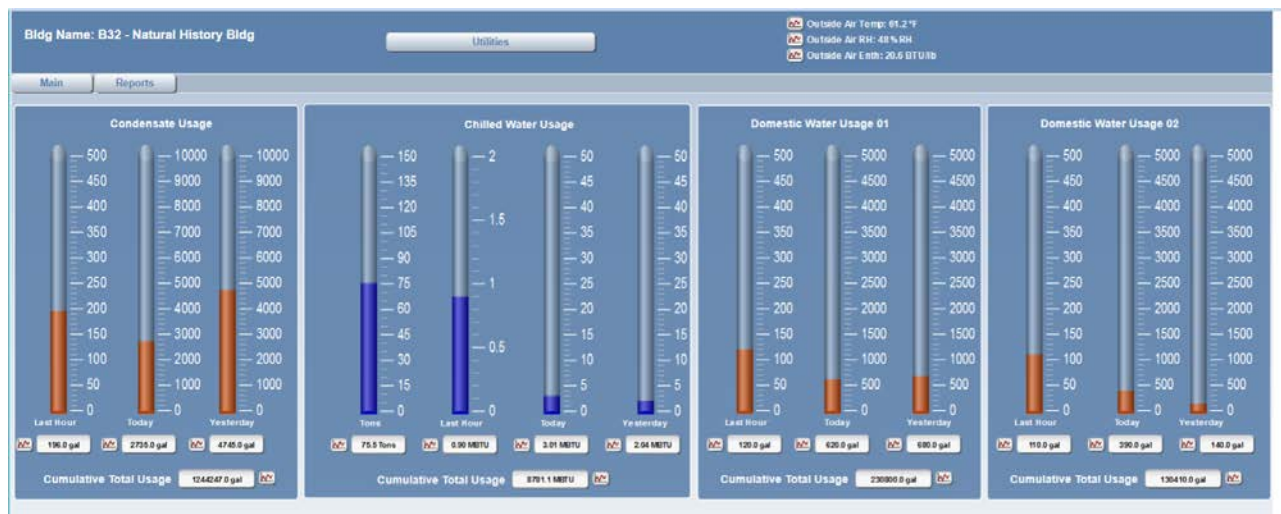 Bldg Name: B32 - Natural History Bldg
Utilities
Outside Air Temp: 61.2 °F
Outside Air RH: 48 % RH
Outside Air Enth: 20.6 BTU/lb
Main Reports
Condensate Usage
500 10000 10000
450 9000 9000
400 8000 8000
350 7000 7000
300 6000 6000
250 5000 5000
200 4000 4000
150 3000 3000
100 2000 2000
50 1000 1000
0 0 0
Last Hour Today Yesterday
196.0 gal 2735.0 gal 4745.0 gal
Cumulative Total Usage 1244247.0 gal
Chilled Water Usage
150 2 50 50
135 45 45
120 40 40
105 1.5 35 35
90 30 30
75 1 25 25
60 20 20
45 15 15
30 0.5 10 10
15 5 5
0 0 0 0
Tons Last Hour Today Yesterday
75.5 Tons 0.90 MBTU 3.01 MBTU 2.04 MBTU
Cumulative Total Usage 8791.1 MBTU
Domestic Water Usage 01
500 5000 5000
450 4500 4500
400 4000 4000
350 3500 3500
300 3000 3000
250 2500 2500
200 2000 2000
150 1500 1500
100 1000 1000
50 500 500
0 0 0
Last Hour Today Yesterday
120.0 gal 620.0 gal
Cumulative Total Usage
Domestic Water Usage 02
500 5000 5000
450 4500 4500
400 4000 4000
350 3500 3500
300 3000 3000
250 2500 2500
200 2000 2000
150 1500 1500
100 1000 1000
50 500 500
0 0 0
Last Hour Today Yesterday
110.0 gal 390.0 gal 140.0 gal
Cumulative Total Usage 130410.0 gal